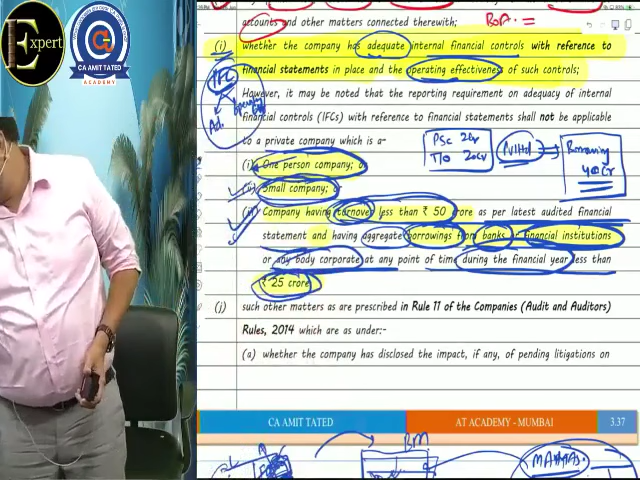 Expert
CA AMIT TATED
ACADEMY
accounts and other matters connected therewith;
BOA. =
(i) whether the company has adequate internal financial controls with reference to
financial statements in place and the operating effectiveness of such controls;
IFC
However, it may be noted that the reporting requirement on adequacy of internal
financial controls (IFCs) with reference to financial statements shall not be applicable
to a private company which is a-
PSC 2Cr
T/O 20Cr
Borrowing
40Cr
(i) One person company; or
(ii) Small company; or
Company having turnover less than ₹ 50 crore as per latest audited financial
statement and having aggregate borrowings from banks or financial institutions
or any body corporate at any point of time during the financial year less than
₹ 25 crore
(j) such other matters as are prescribed in Rule 11 of the Companies (Audit and Auditors)
Rules, 2014 which are as under:-
(a) whether the company has disclosed the impact, if any, of pending litigations on
CA AMIT TATED
AT ACADEMY - MUMBAI
3.37
BM